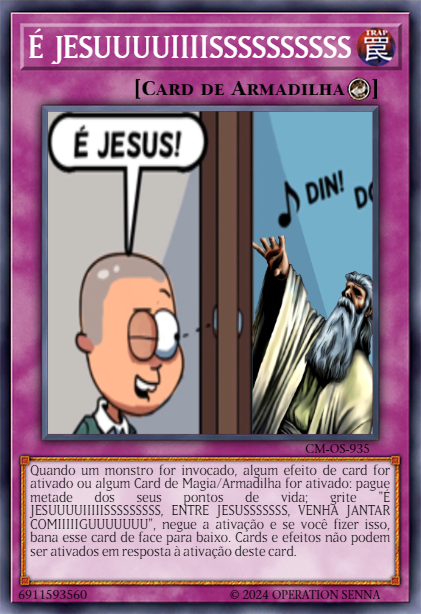 É JESUUUUIIIISSSSSSSSSS
TRAP
罠
[CARD DE ARMADILHA]
É JESUS!
DIN!
DO
CM-OS-935
Quando um monstro for invocado, algum efeito de card for
ativado ou algum Card de Magia/Armadilha for ativado: pague
metade dos seus pontos de vida; grite "É
JESUUUUIIIIISSSSSSSSS, ENTRE JESUSSSSSSS, VENHA JANTAR
COMIIIIIGUUUUUUU", negue a ativação e se você fizer isso,
bana esse card de face para baixo. Cards e efeitos não podem
ser ativados em resposta à ativação deste card.
6911593560
© 2024 OPERATION SENNA